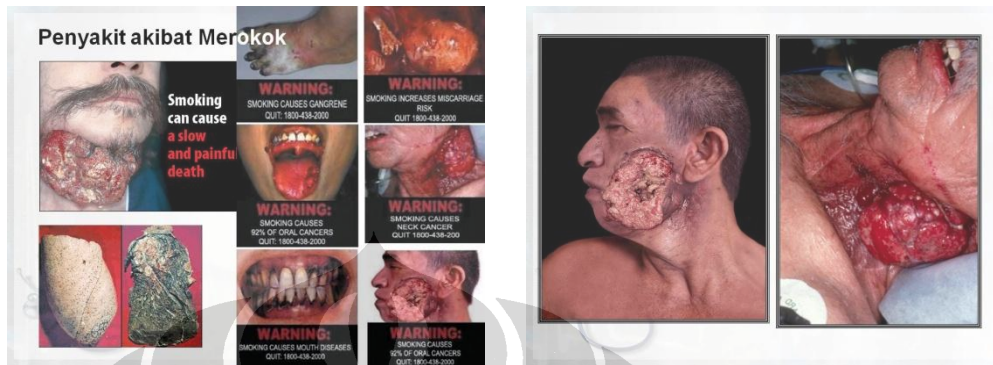 Penyakit akibat Merokok
Smoking
can cause
a slow
and painfu
death
WARNING:
SMOKING CAUSES GANGRENE
QUIT: 1800-438-2000
WARNING:
SMOKING INCREASES MISCARRIAGE
RISK
QUIT 1800-438-2000
WARNING:
SMOKING CAUSES
92% OF ORAL CANCERS
QUIT: 1800-438-2000
WARNING:
SMOKING CAUSES
NECK CANCER
QUIT 1800-438-200
WARNING:
SMOKING CAUSES MOUTH DISEASES
QUIT: 1800-438-2000
WARNING:
SMOKING CAUSES
92% OF ORAL CANCERS
QUIT: 1800-438-2000